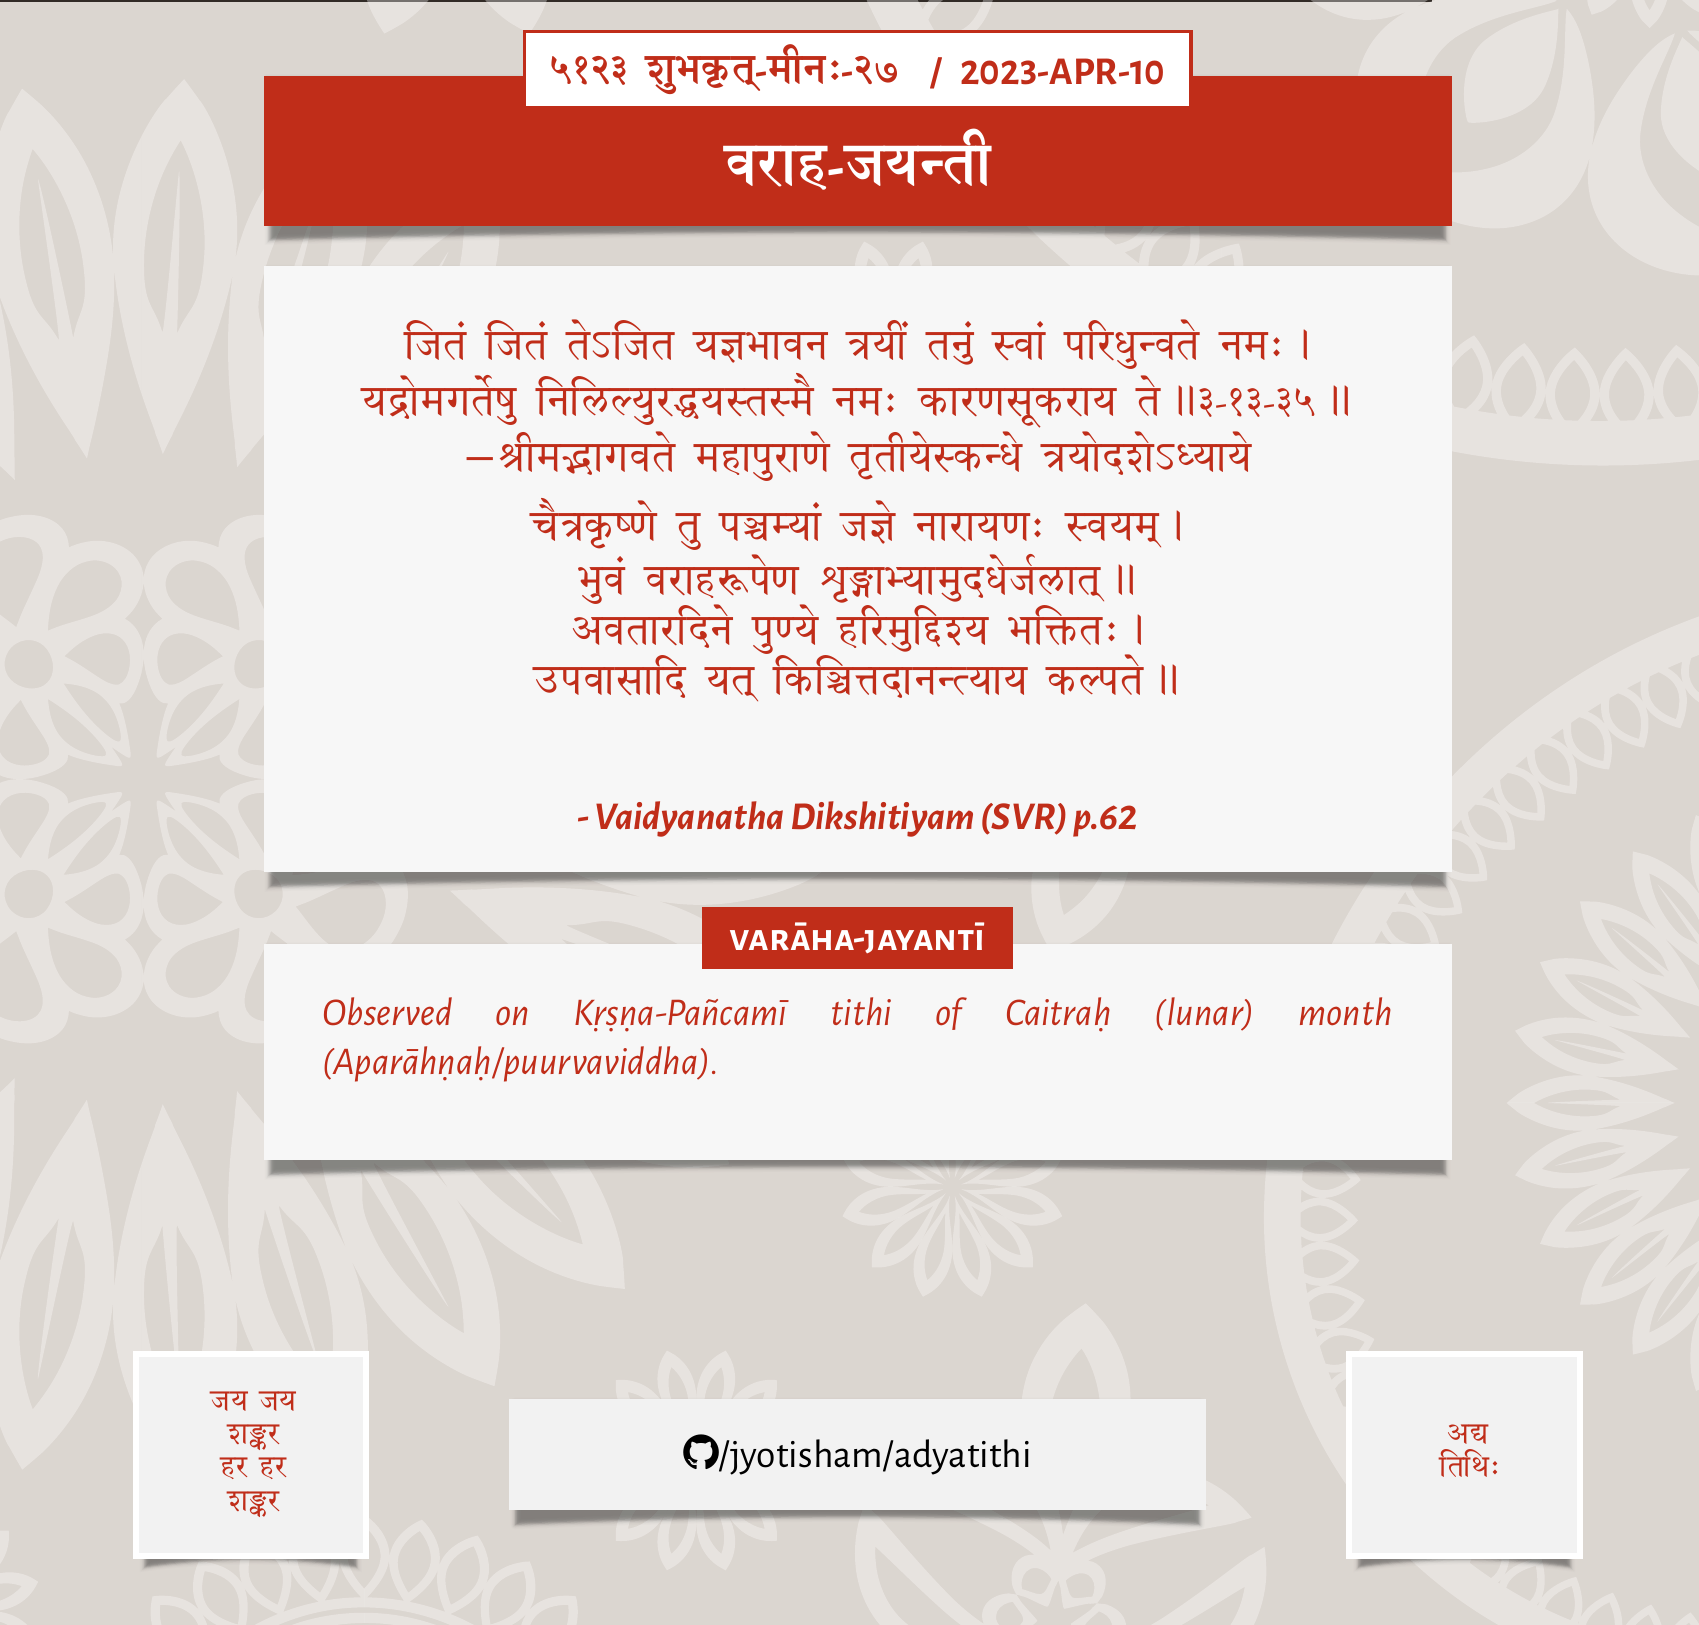 ५१२३ शुभकृत्-मीनः-२७ / 2023-APR-10
वराह-जयन्ती
जितं जितं तेऽजित यज्ञभावन त्रयीं तनुं स्वां परिधुन्वते नमः ।
यद्रोमगर्तेषु निलिल्युरद्धयस्तस्मै नमः कारणसूकराय ते ॥३-१३-३५ ॥
—श्रीमद्भागवते महापुराणे तृतीयेस्कन्धे त्रयोदशेऽध्याये
चैत्रकृष्णे तु पञ्चम्यां जज्ञे नारायणः स्वयम् ।
भुवं वराहरूपेण शृङ्गाभ्यामुदधेर्जलात् ॥
अवतारदिने पुण्ये हरिमुद्दिश्य भक्तितः ।
उपवासादि यत् किञ्चित्तदानन्त्याय कल्पते ॥
- Vaidyanatha Dikshitiyam (SVR) p.62
VARĀHA-JAYANTĪ
Observed on Kṛṣṇa-Pañcamī tithi of Caitraḥ (lunar) month
(Aparāhṇaḥ/puurvaviddha).
जय जय
शङ्कर
हर हर
शङ्कर
/jyotisham/adyatithi
अद्य
तिथिः